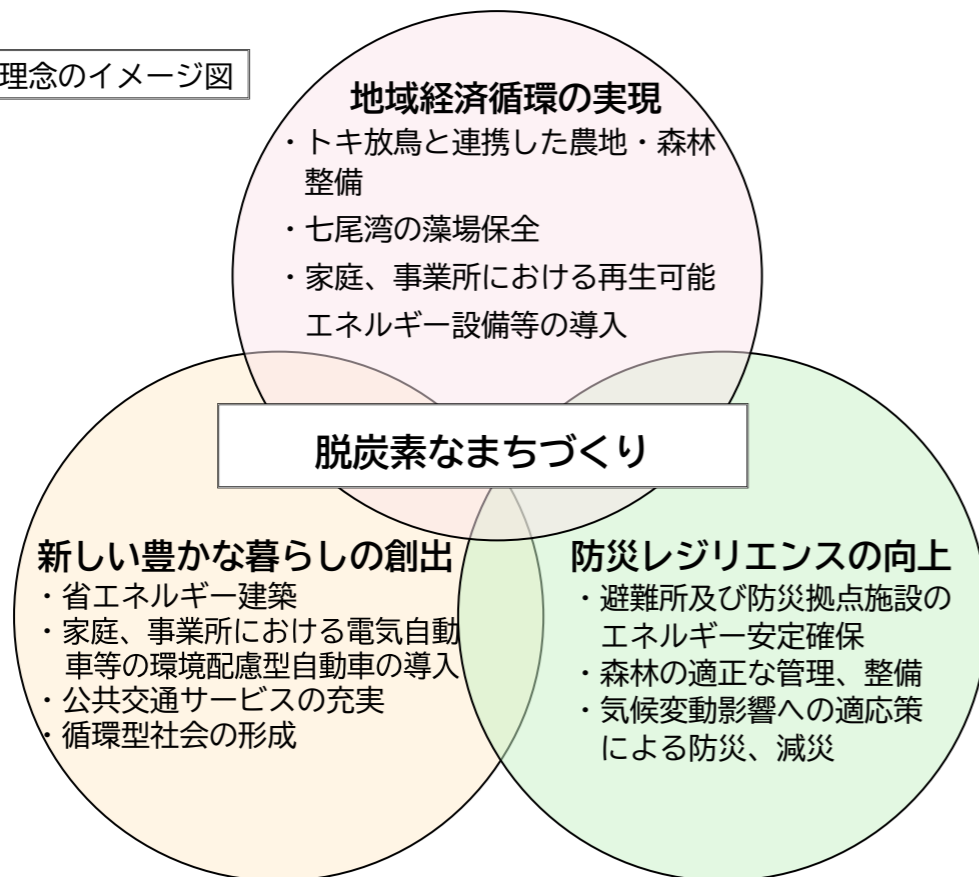 理念のイメージ図
地域経済循環の実現
・トキ放鳥と連携した農地・森林
整備
・七尾湾の藻場保全
・家庭、事業所における再生可能
エネルギー設備等の導入
脱炭素なまちづくり
新しい豊かな暮らしの創出
・省エネルギー建築
・家庭、事業所における電気自動
車等の環境配慮型自動車の導入
・公共交通サービスの充実
・循環型社会の形成
防災レジリエンスの向上
・避難所及び防災拠点施設の
エネルギー安定確保
・森林の適正な管理、整備
・気候変動影響への適応策
による防災、減災